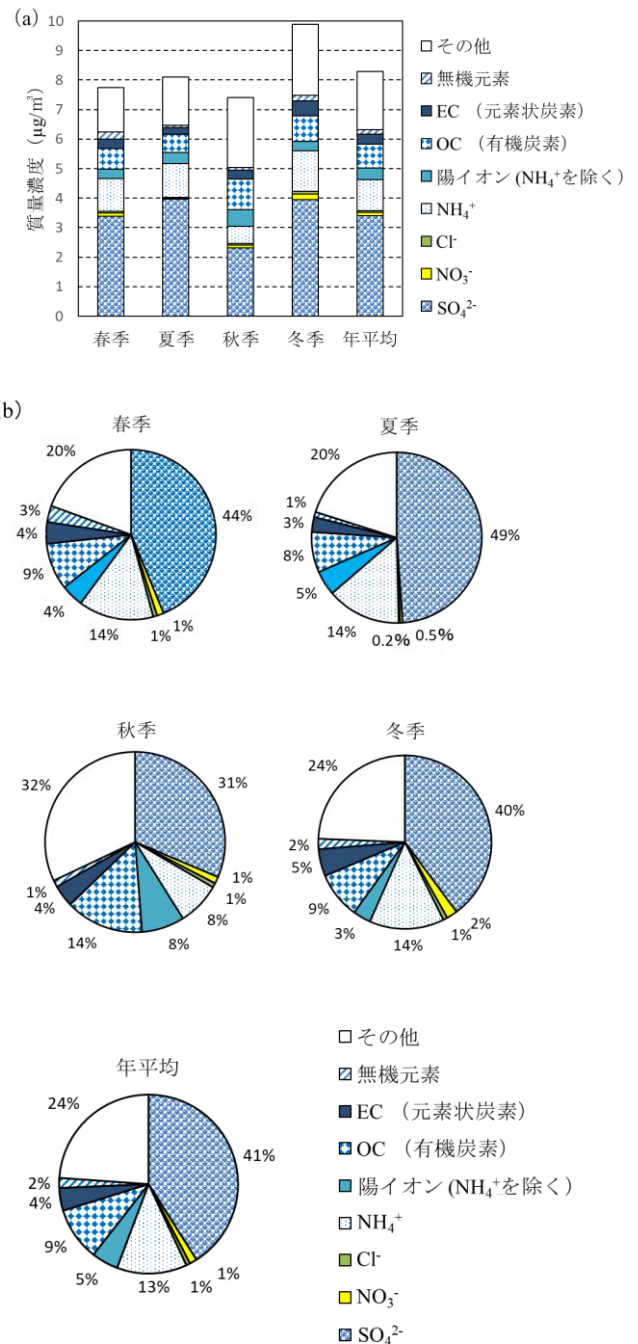 (a)
質量濃度 (μg/m³)
10
9
8
7
6
5
4
3
2
1
0
春季 夏季 秋季 冬季 年平均
その他
無機元素
EC （元素状炭素）
OC （有機炭素）
陽イオン (NH₄⁺を除く）
NH₄⁺
Cl⁻
NO₃⁻
SO₄²⁻
b)
春季
20%
3%
4%
9%
4%
14%
1%
1%
44%
夏季
20%
1%
3%
8%
5%
14%
0.2%
0.5%
49%
秋季
32%
1%
4%
14%
8%
8%
1%
1%
31%
冬季
24%
2%
5%
9%
3%
14%
1%
2%
40%
年平均
24%
2%
4%
9%
5%
13%
1%
1%
41%
その他
無機元素
EC （元素状炭素）
OC （有機炭素）
陽イオン (NH₄⁺を除く）
NH₄⁺
Cl⁻
NO₃⁻
SO₄²⁻